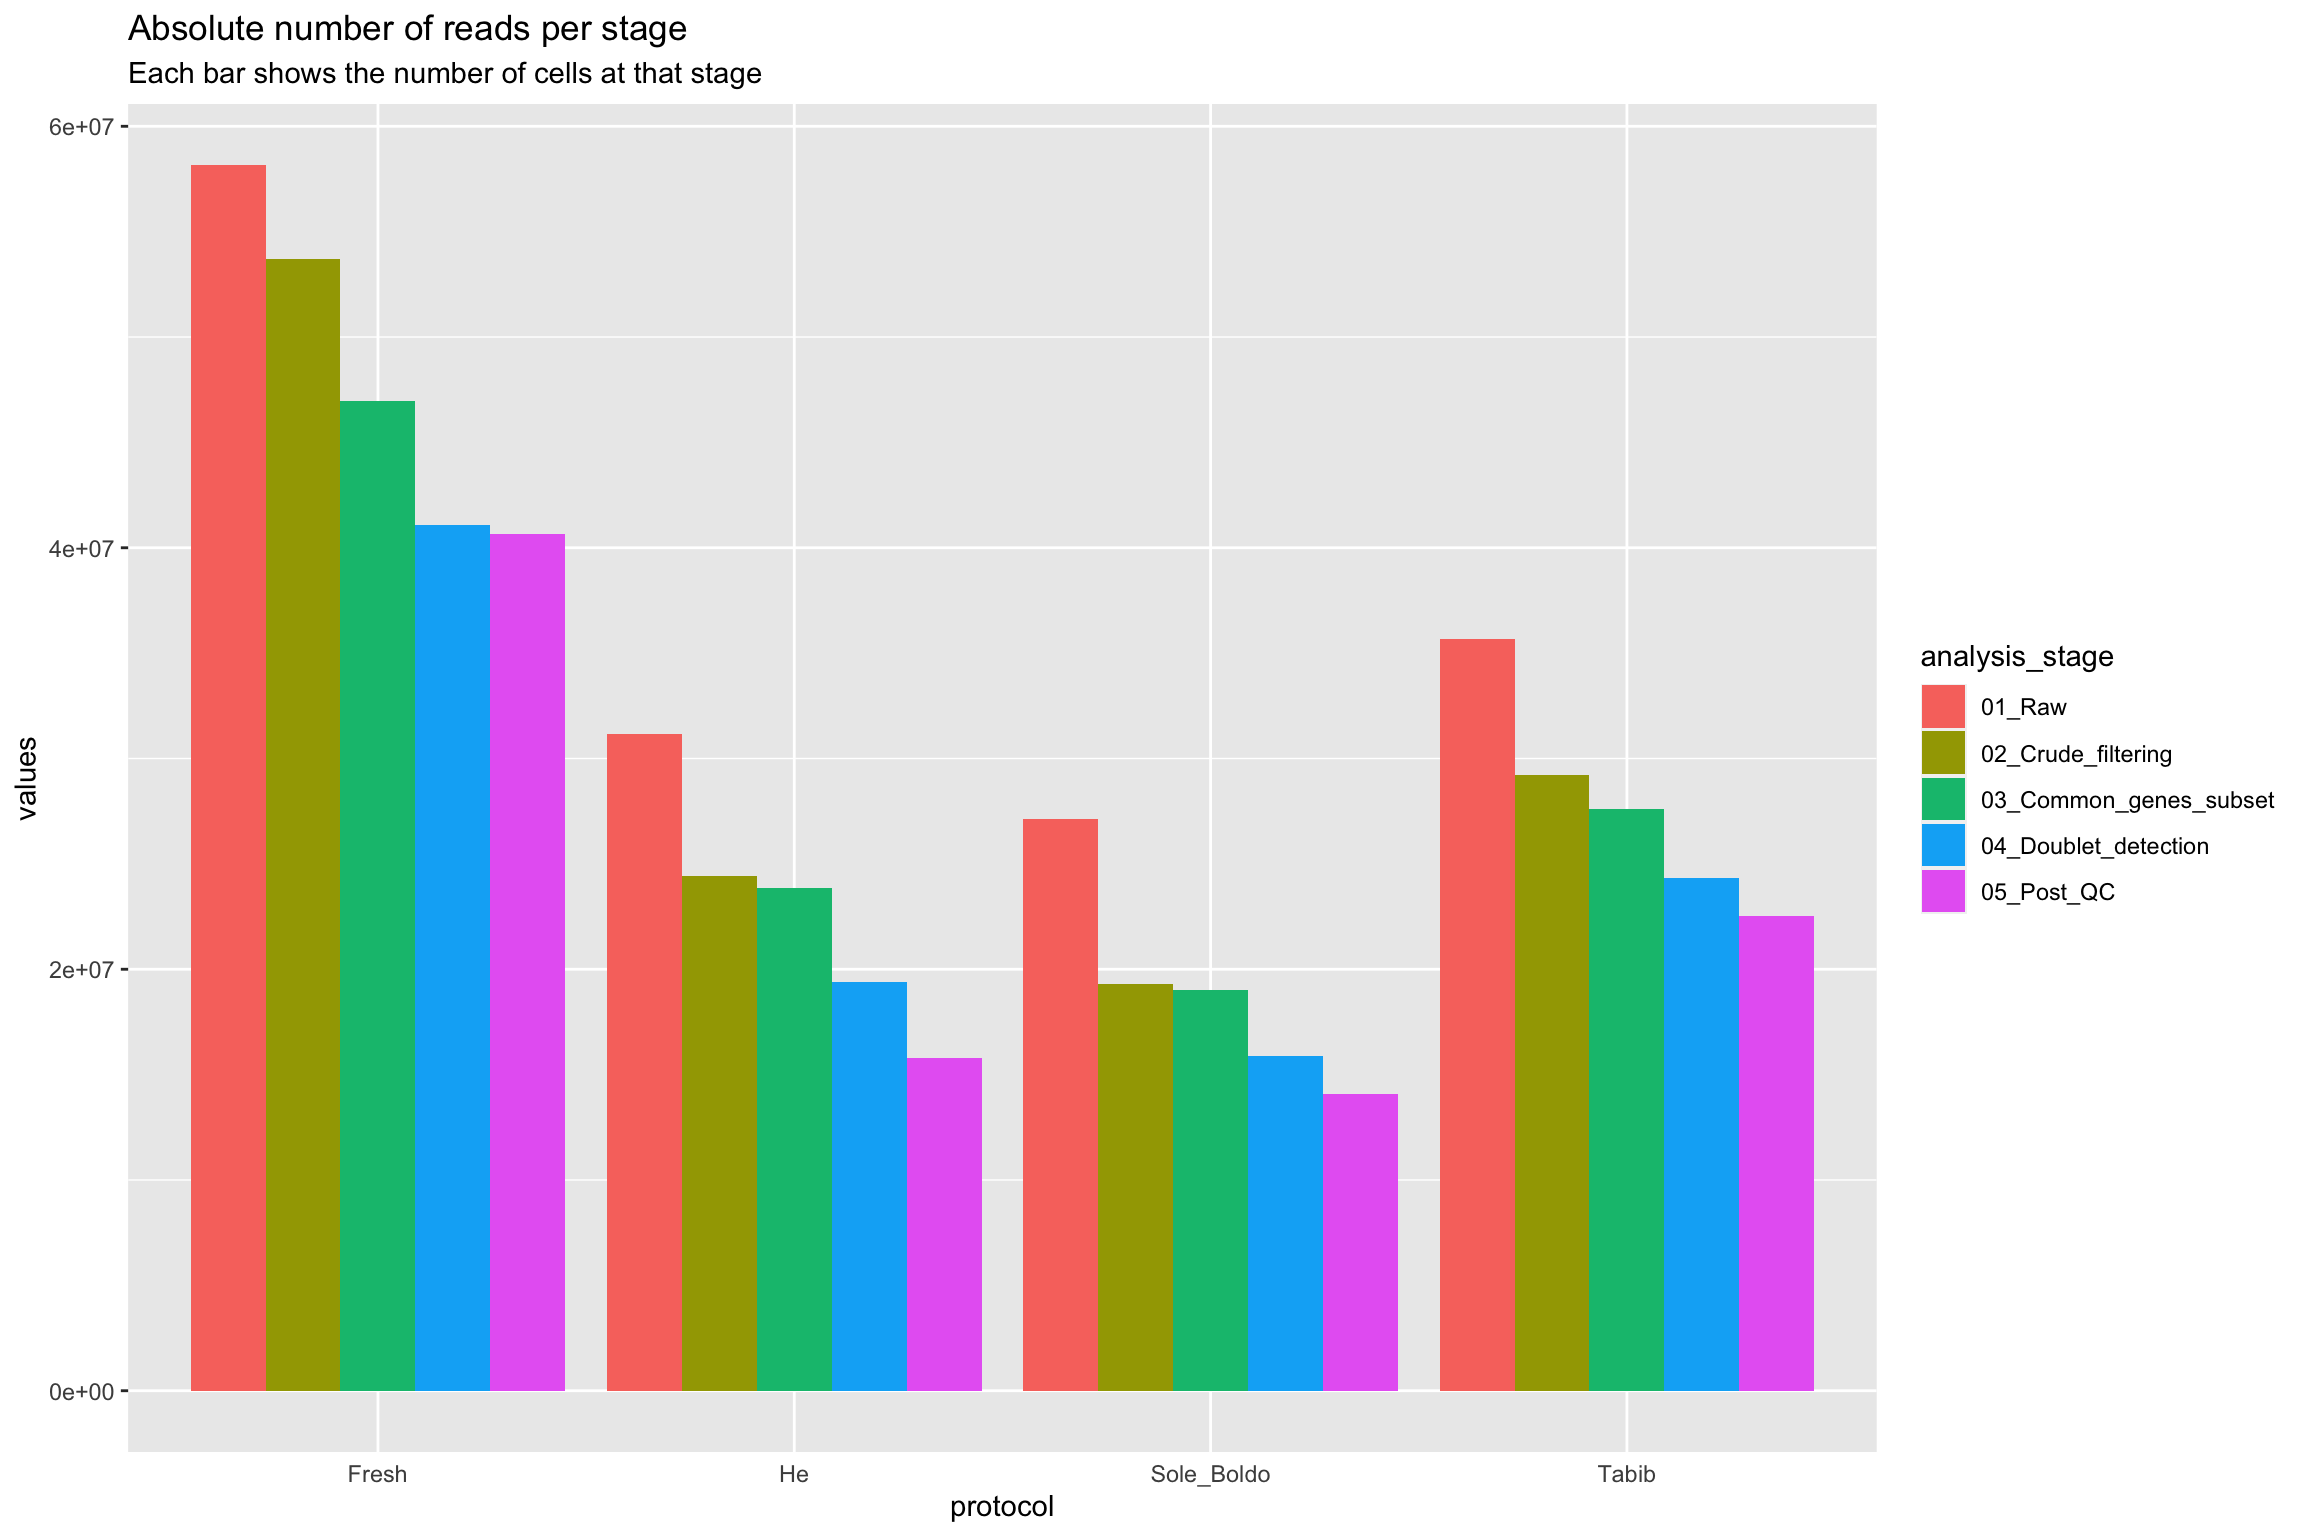 Absolute number of reads per stage
Each bar shows the number of cells at that stage
values
6e+07
4e+07
2e+07
0e+00
Fresh
He
Sole_Boldo
Tabib
protocol
analysis_stage
01_Raw
02_Crude_filtering
03_Common_genes_subset
04_Doublet_detection
05_Post_QC